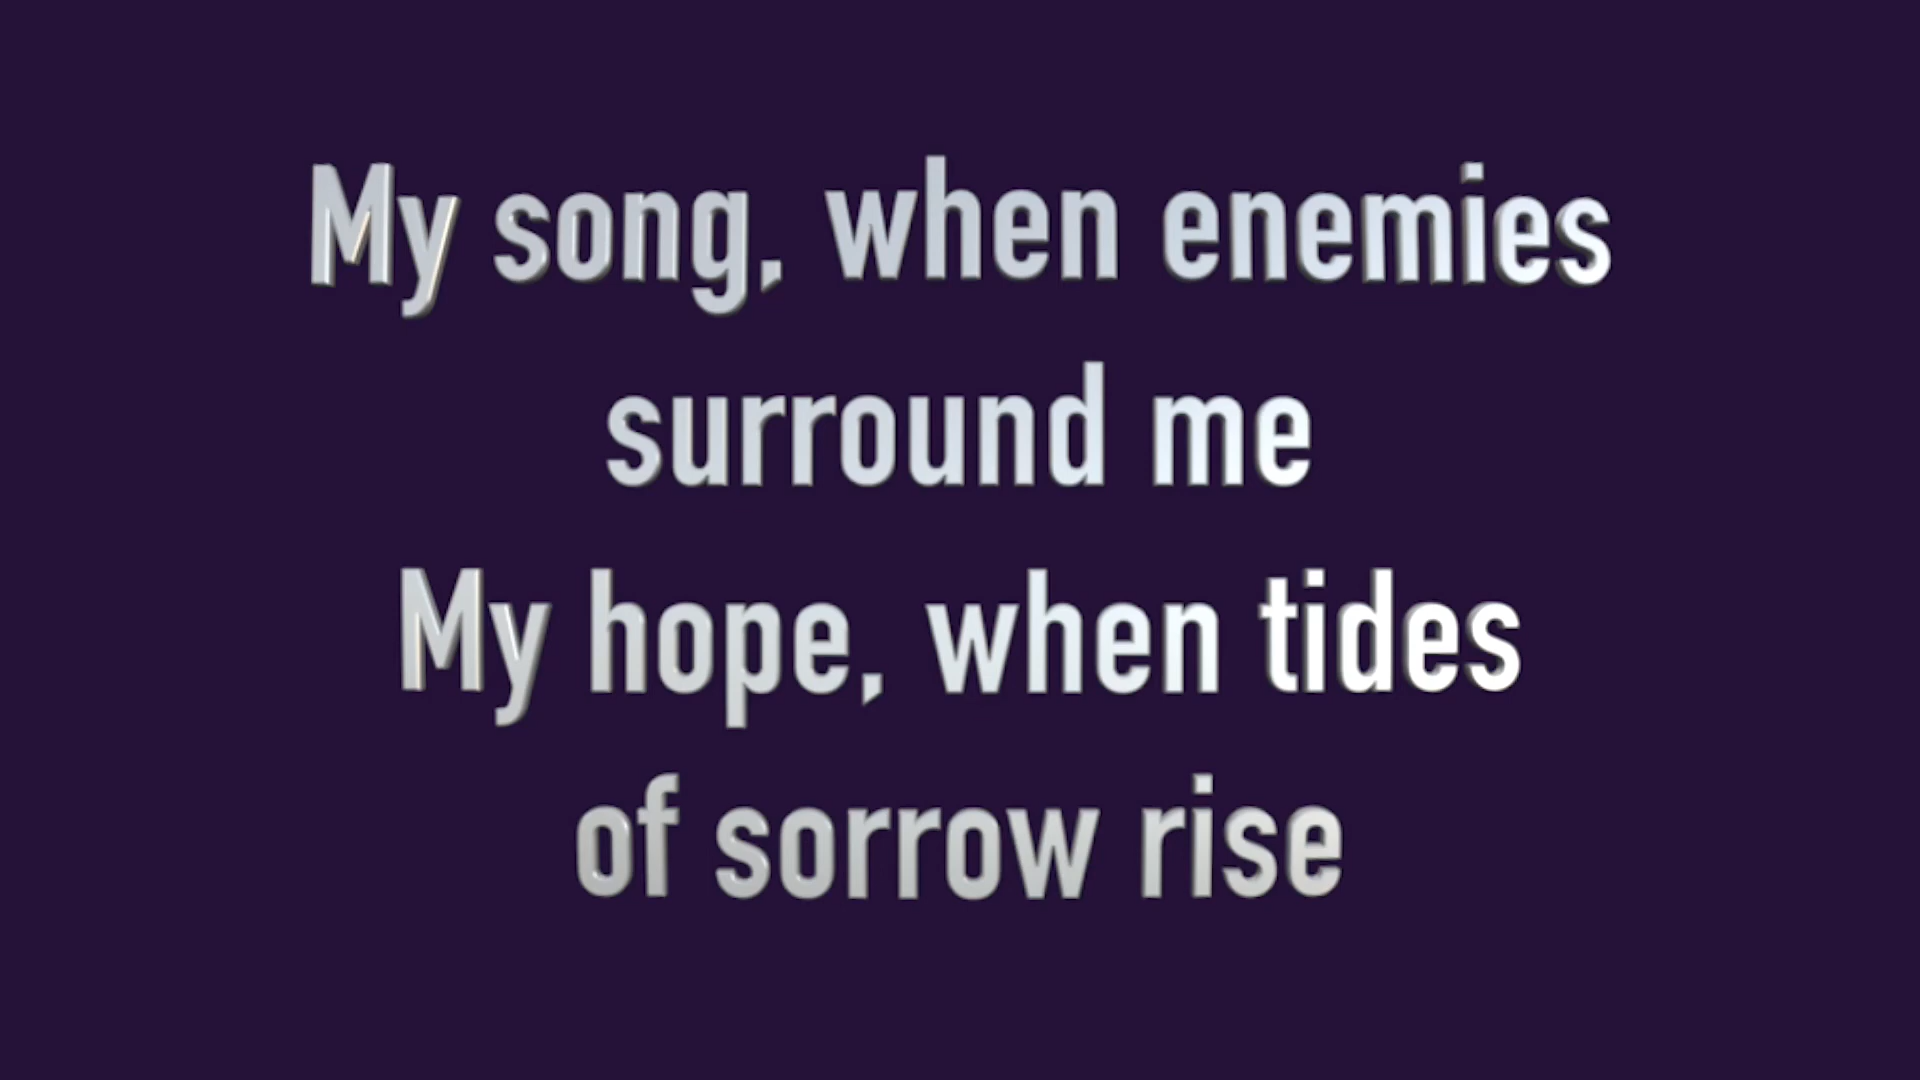 My song, when enemies
surround me
My hope, when tides
of sorrow rise